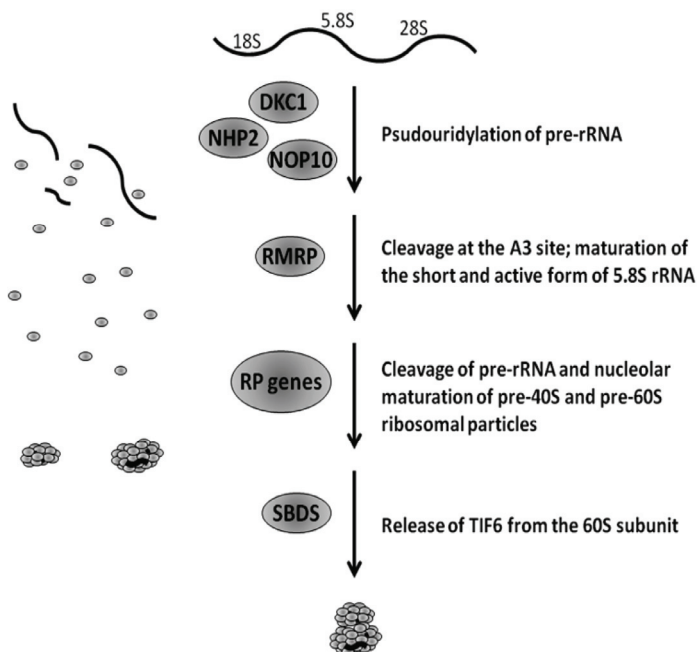 18S
5.8S
28S
DKC1
NHP2
NOP10
Psudouridylation of pre-rRNA
RMRP
Cleavage at the A3 site; maturation of
the short and active form of 5.8S rRNA
RP genes
Cleavage of pre-rRNA and nucleolar
maturation of pre-40S and pre-60S
ribosomal particles
SBDS
Release of TIF6 from the 60S subunit